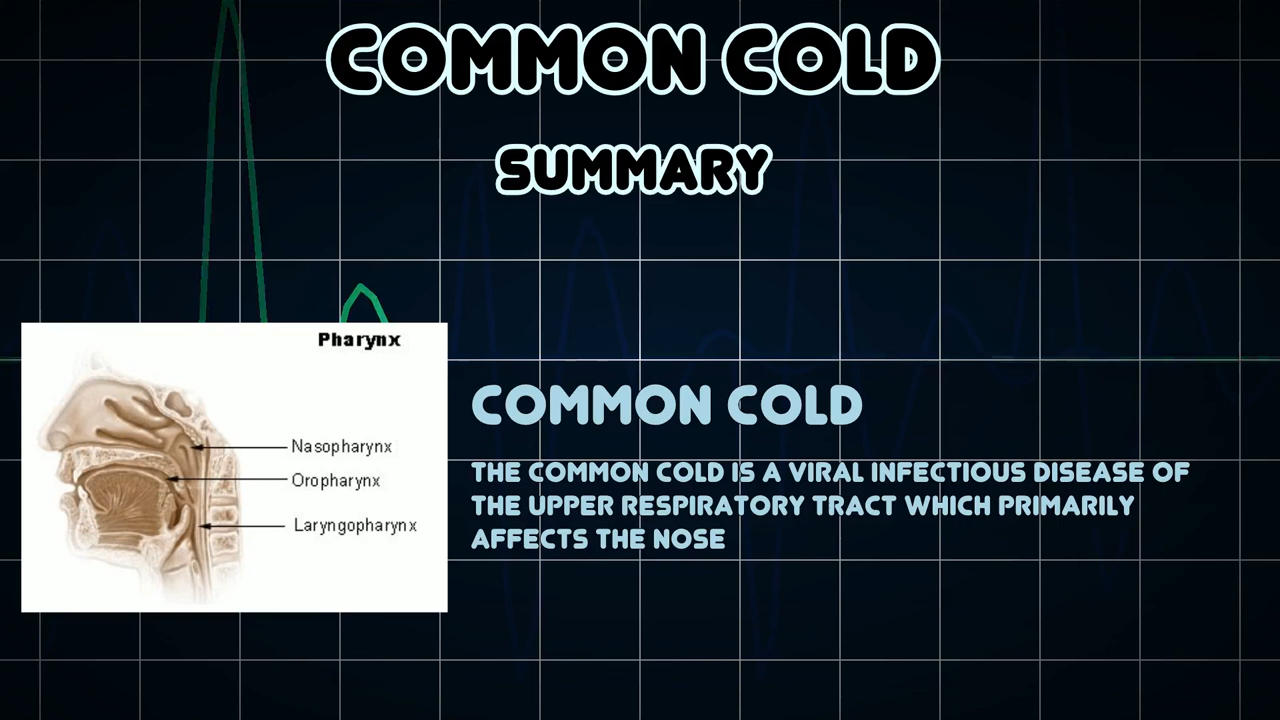 COMMON COLD
SUMMARY
Pharynx
Nasopharynx
Oropharynx
Laryngopharynx
COMMON COLD
THE COMMON COLD IS A VIRAL INFECTIOUS DISEASE OF
THE UPPER RESPIRATORY TRACT WHICH PRIMARILY
AFFECTS THE NOSE